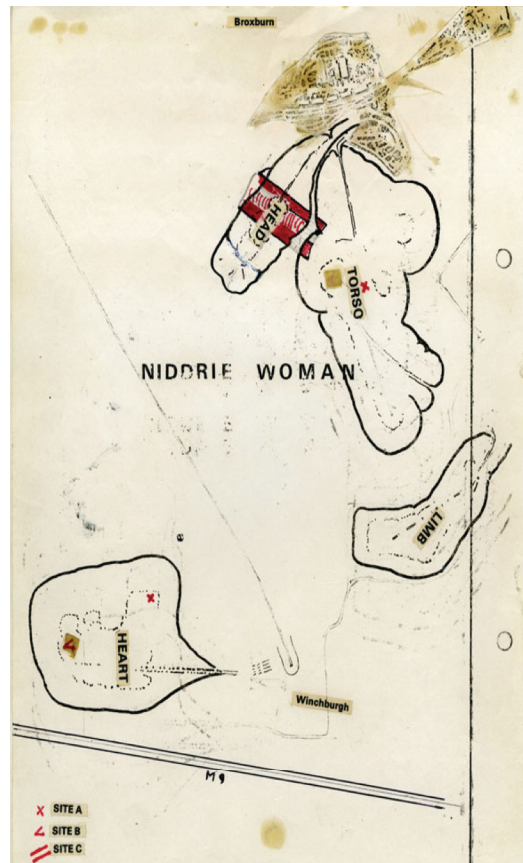 Broxburn
HEAD
TORSO
NIDDRIE WOMAN
LIMB
a
HEART
Winchburgh
M9
X SITE A
SITE B
SITE C